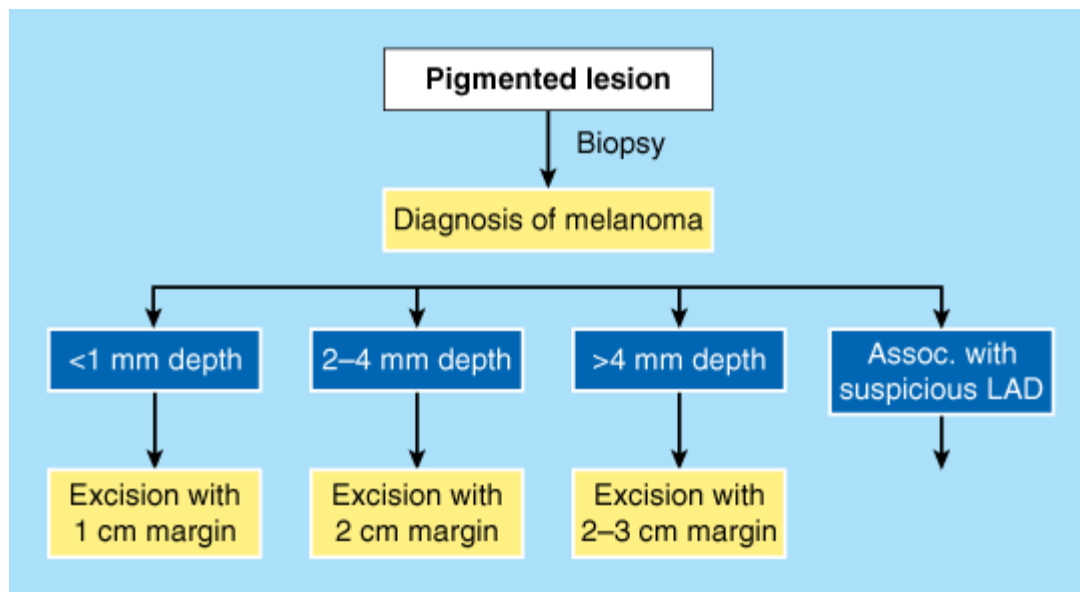 Pigmented lesion
Biopsy
Diagnosis of melanoma
<1 mm depth
2–4 mm depth
>4 mm depth
Assoc. with
suspicious LAD
Excision with
1 cm margin
Excision with
2 cm margin
Excision with
2–3 cm margin